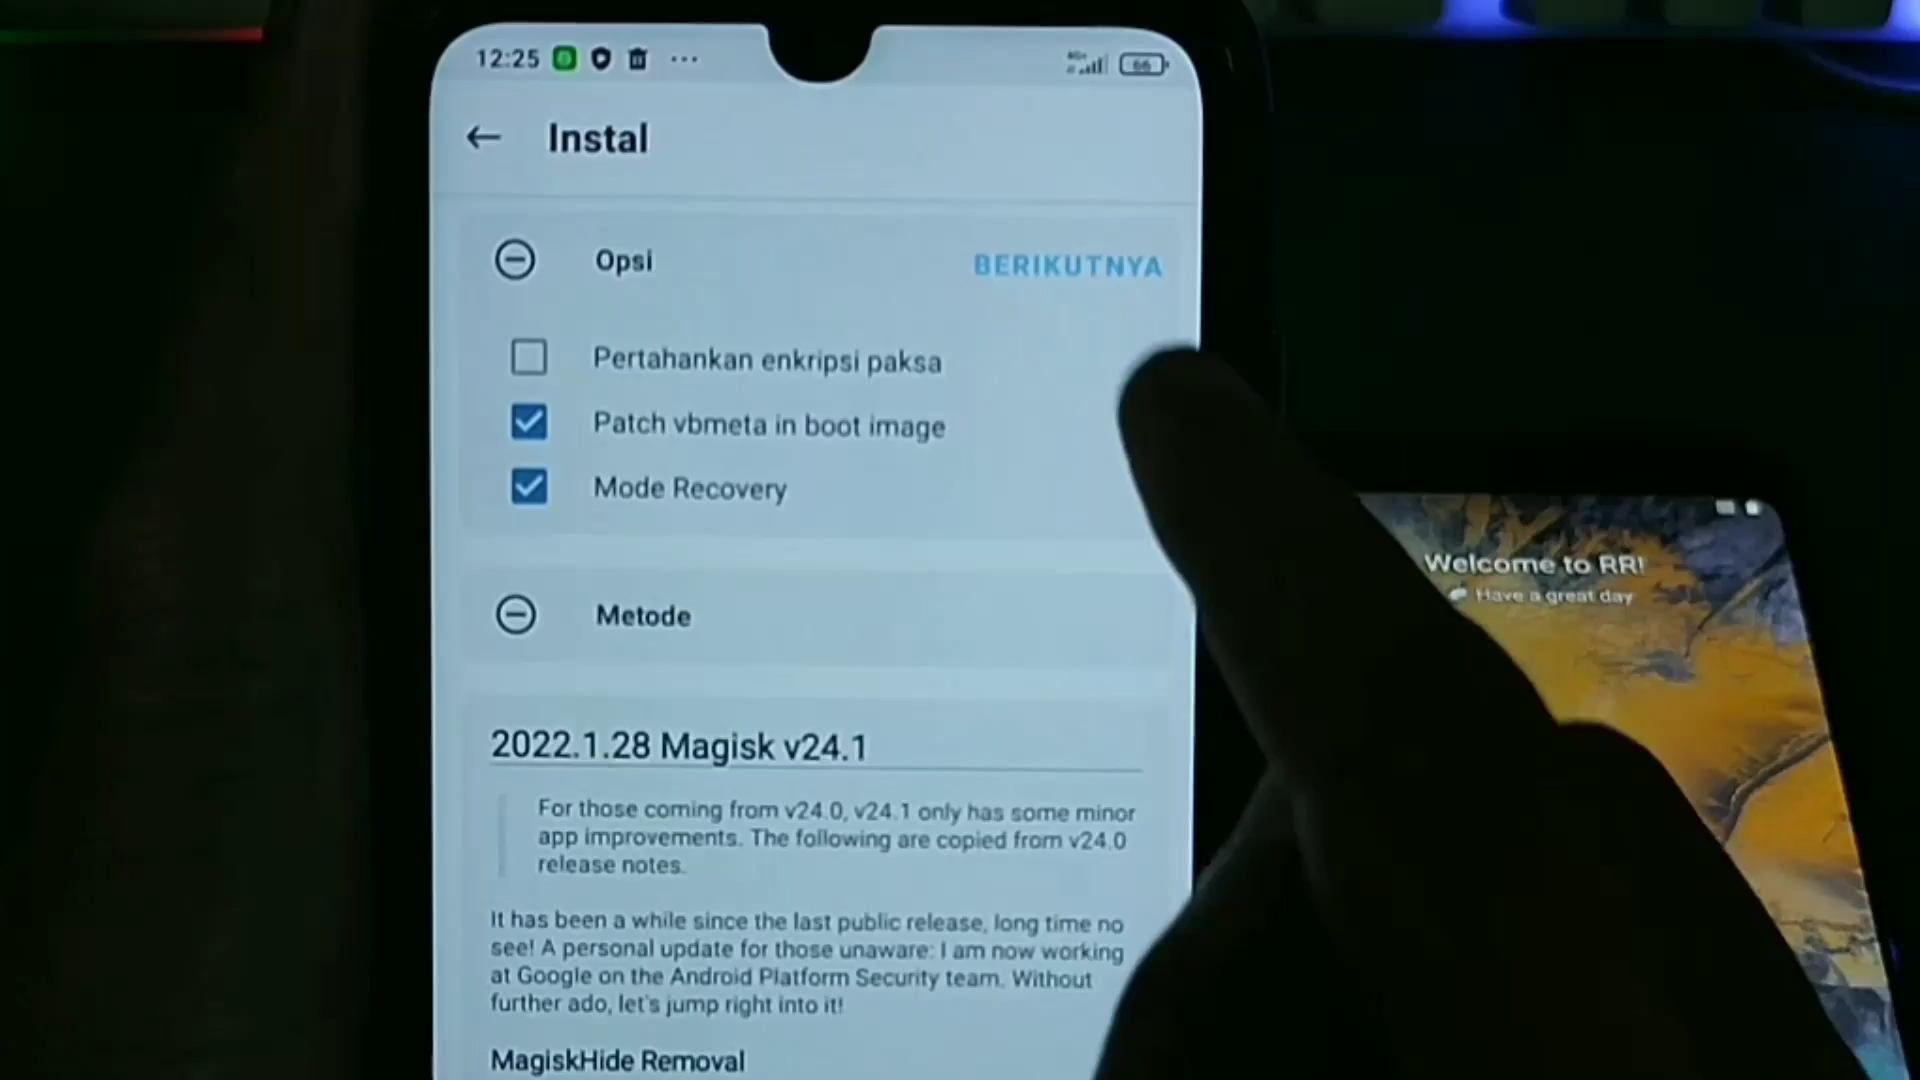 12:25
66
Instal
Opsi
BERIKUTNYA
Pertahankan enkripsi paksa
Patch vbmeta in boot image
Mode Recovery
Metode
2022.1.28 Magisk v24.1
For those coming from v24.0, v24.1 only has some minor
app improvements. The following are copied from v24.0
release notes.
It has been a while since the last public release, long time no
see! A personal update for those unaware: I am now working
at Google on the Android Platform Security team. Without
further ado, let's jump right into it!
MagiskHide Removal
Welcome to RR!
Have a great day